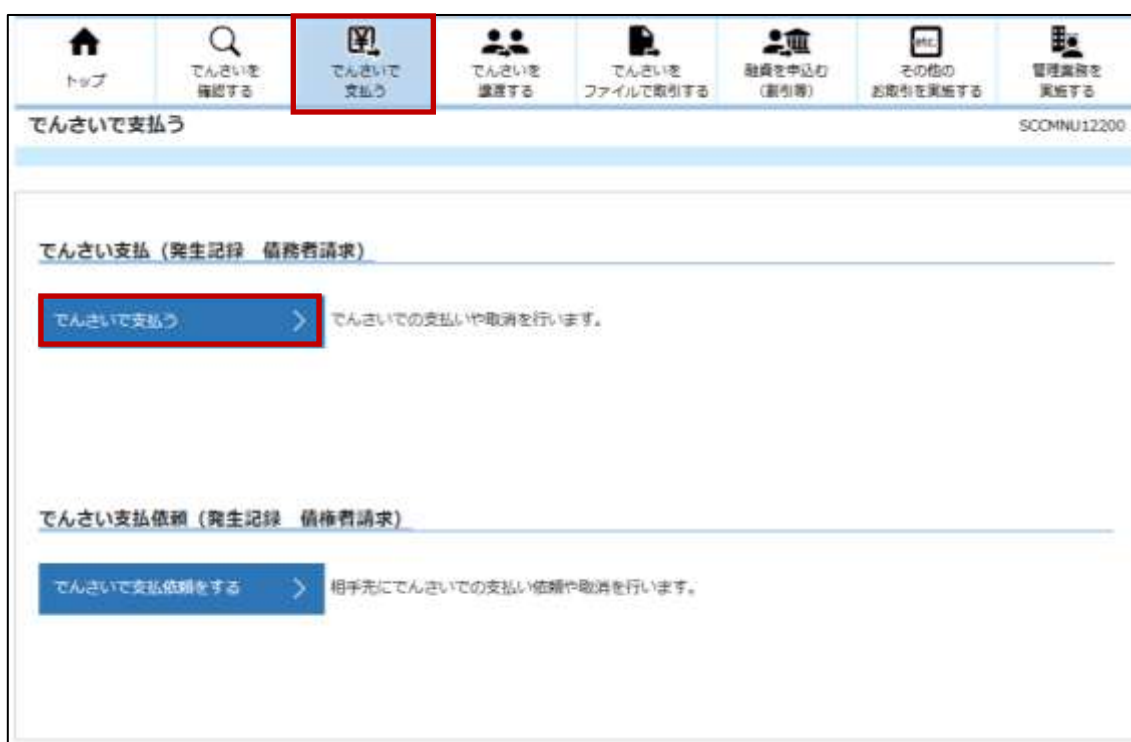 トップ
でんさいを
確認する
でんさいで
支払う
でんさいを
譲渡する
でんさいを
ファイルで取引する
融資を申込む
(割引等)
etc.
その他の
お取引を実施する
管理業務を
実施する
でんさいで支払う
SCCMNU12200
でんさい支払(発生記録 債務者請求)
でんさいで支払う
でんさいでの支払いや取消を行います。
でんさい支払依頼(発生記録 債権者請求)
でんさいで支払依頼をする
相手先にでんさいでの支払い依頼や取消を行います。